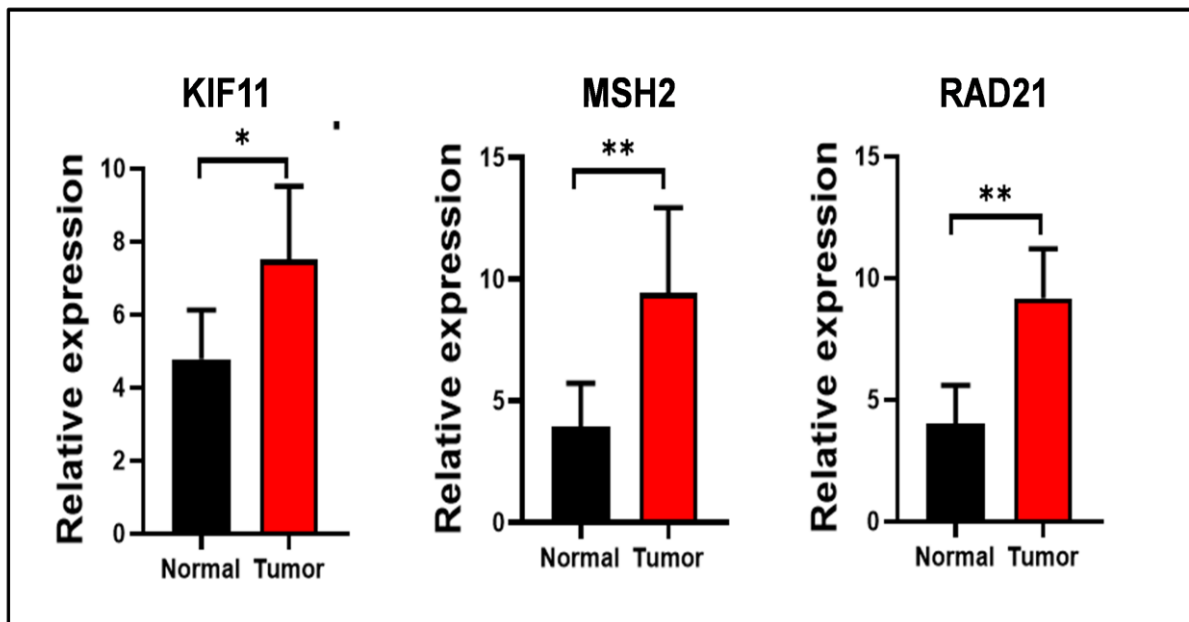 KIF11
*
Relative expression
10
8
6
4
2
0
Normal Tumor
MSH2
**
Relative expression
15
10
5
0
Normal Tumor
RAD21
**
Relative expression
15
10
5
0
Normal Tumor